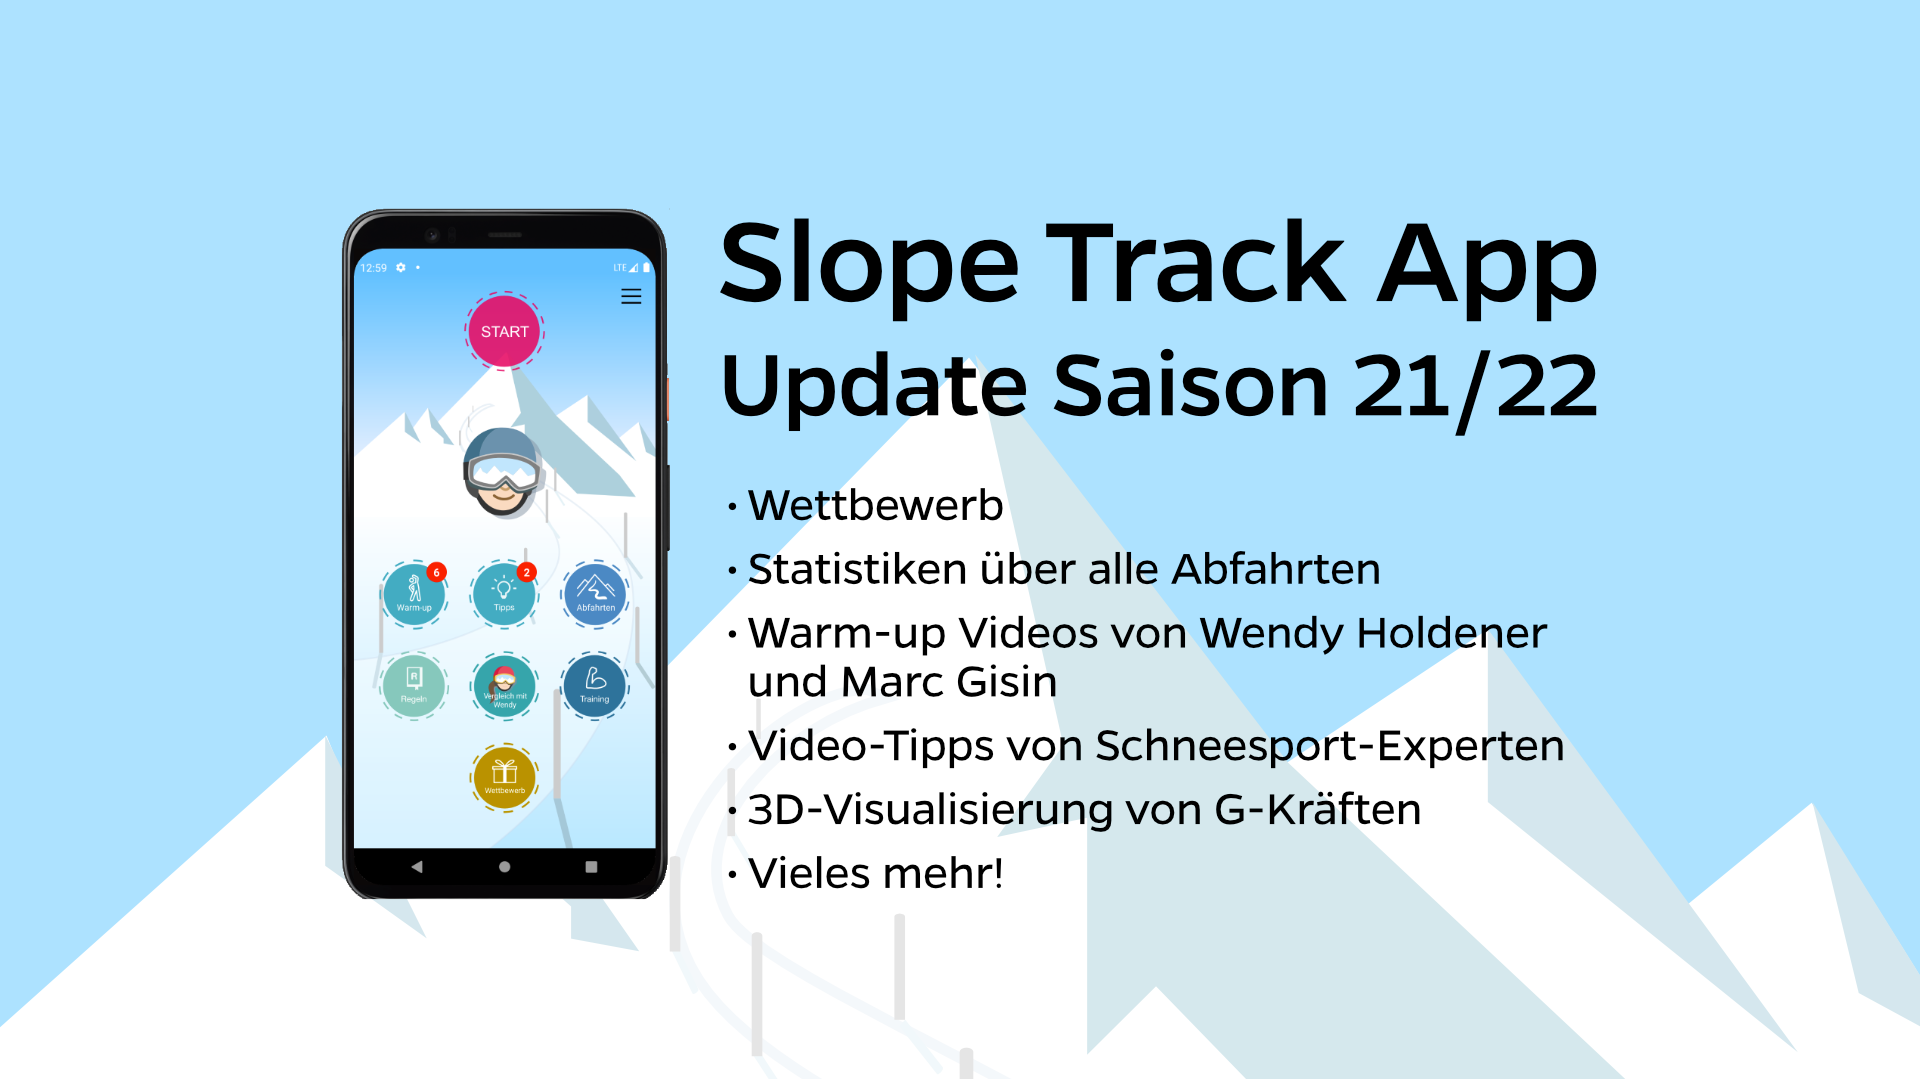 12:59
LTE
START
6
Warm-up
2
Tipps
Abfahrten
R
Regeln
Vergleich mit
Wendy
Training
Wettbewerb
Slope Track App
Update Saison 21/22
· Wettbewerb
· Statistiken über alle Abfahrten
· Warm-up Videos von Wendy Holdener
und Marc Gisin
· Video-Tipps von Schneesport-Experten
· 3D-Visualisierung von G-Kräften
· Vieles mehr!